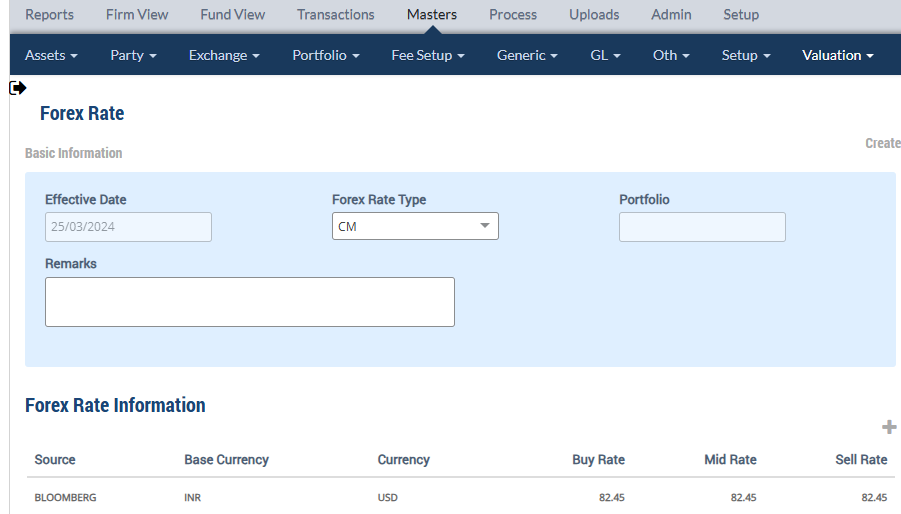 Reports Firm View Fund View Transactions Masters Process Uploads Admin Setup
Assets Party Exchange Portfolio Fee Setup Generic GL Oth Setup Valuation
Forex Rate
Create
Basic Information
Effective Date Forex Rate Type Portfolio
25/03/2024 CM
Remarks
Forex Rate Information
Source Base Currency Currency Buy Rate Mid Rate Sell Rate
BLOOMBERG INR USD 82.45 82.45 82.45